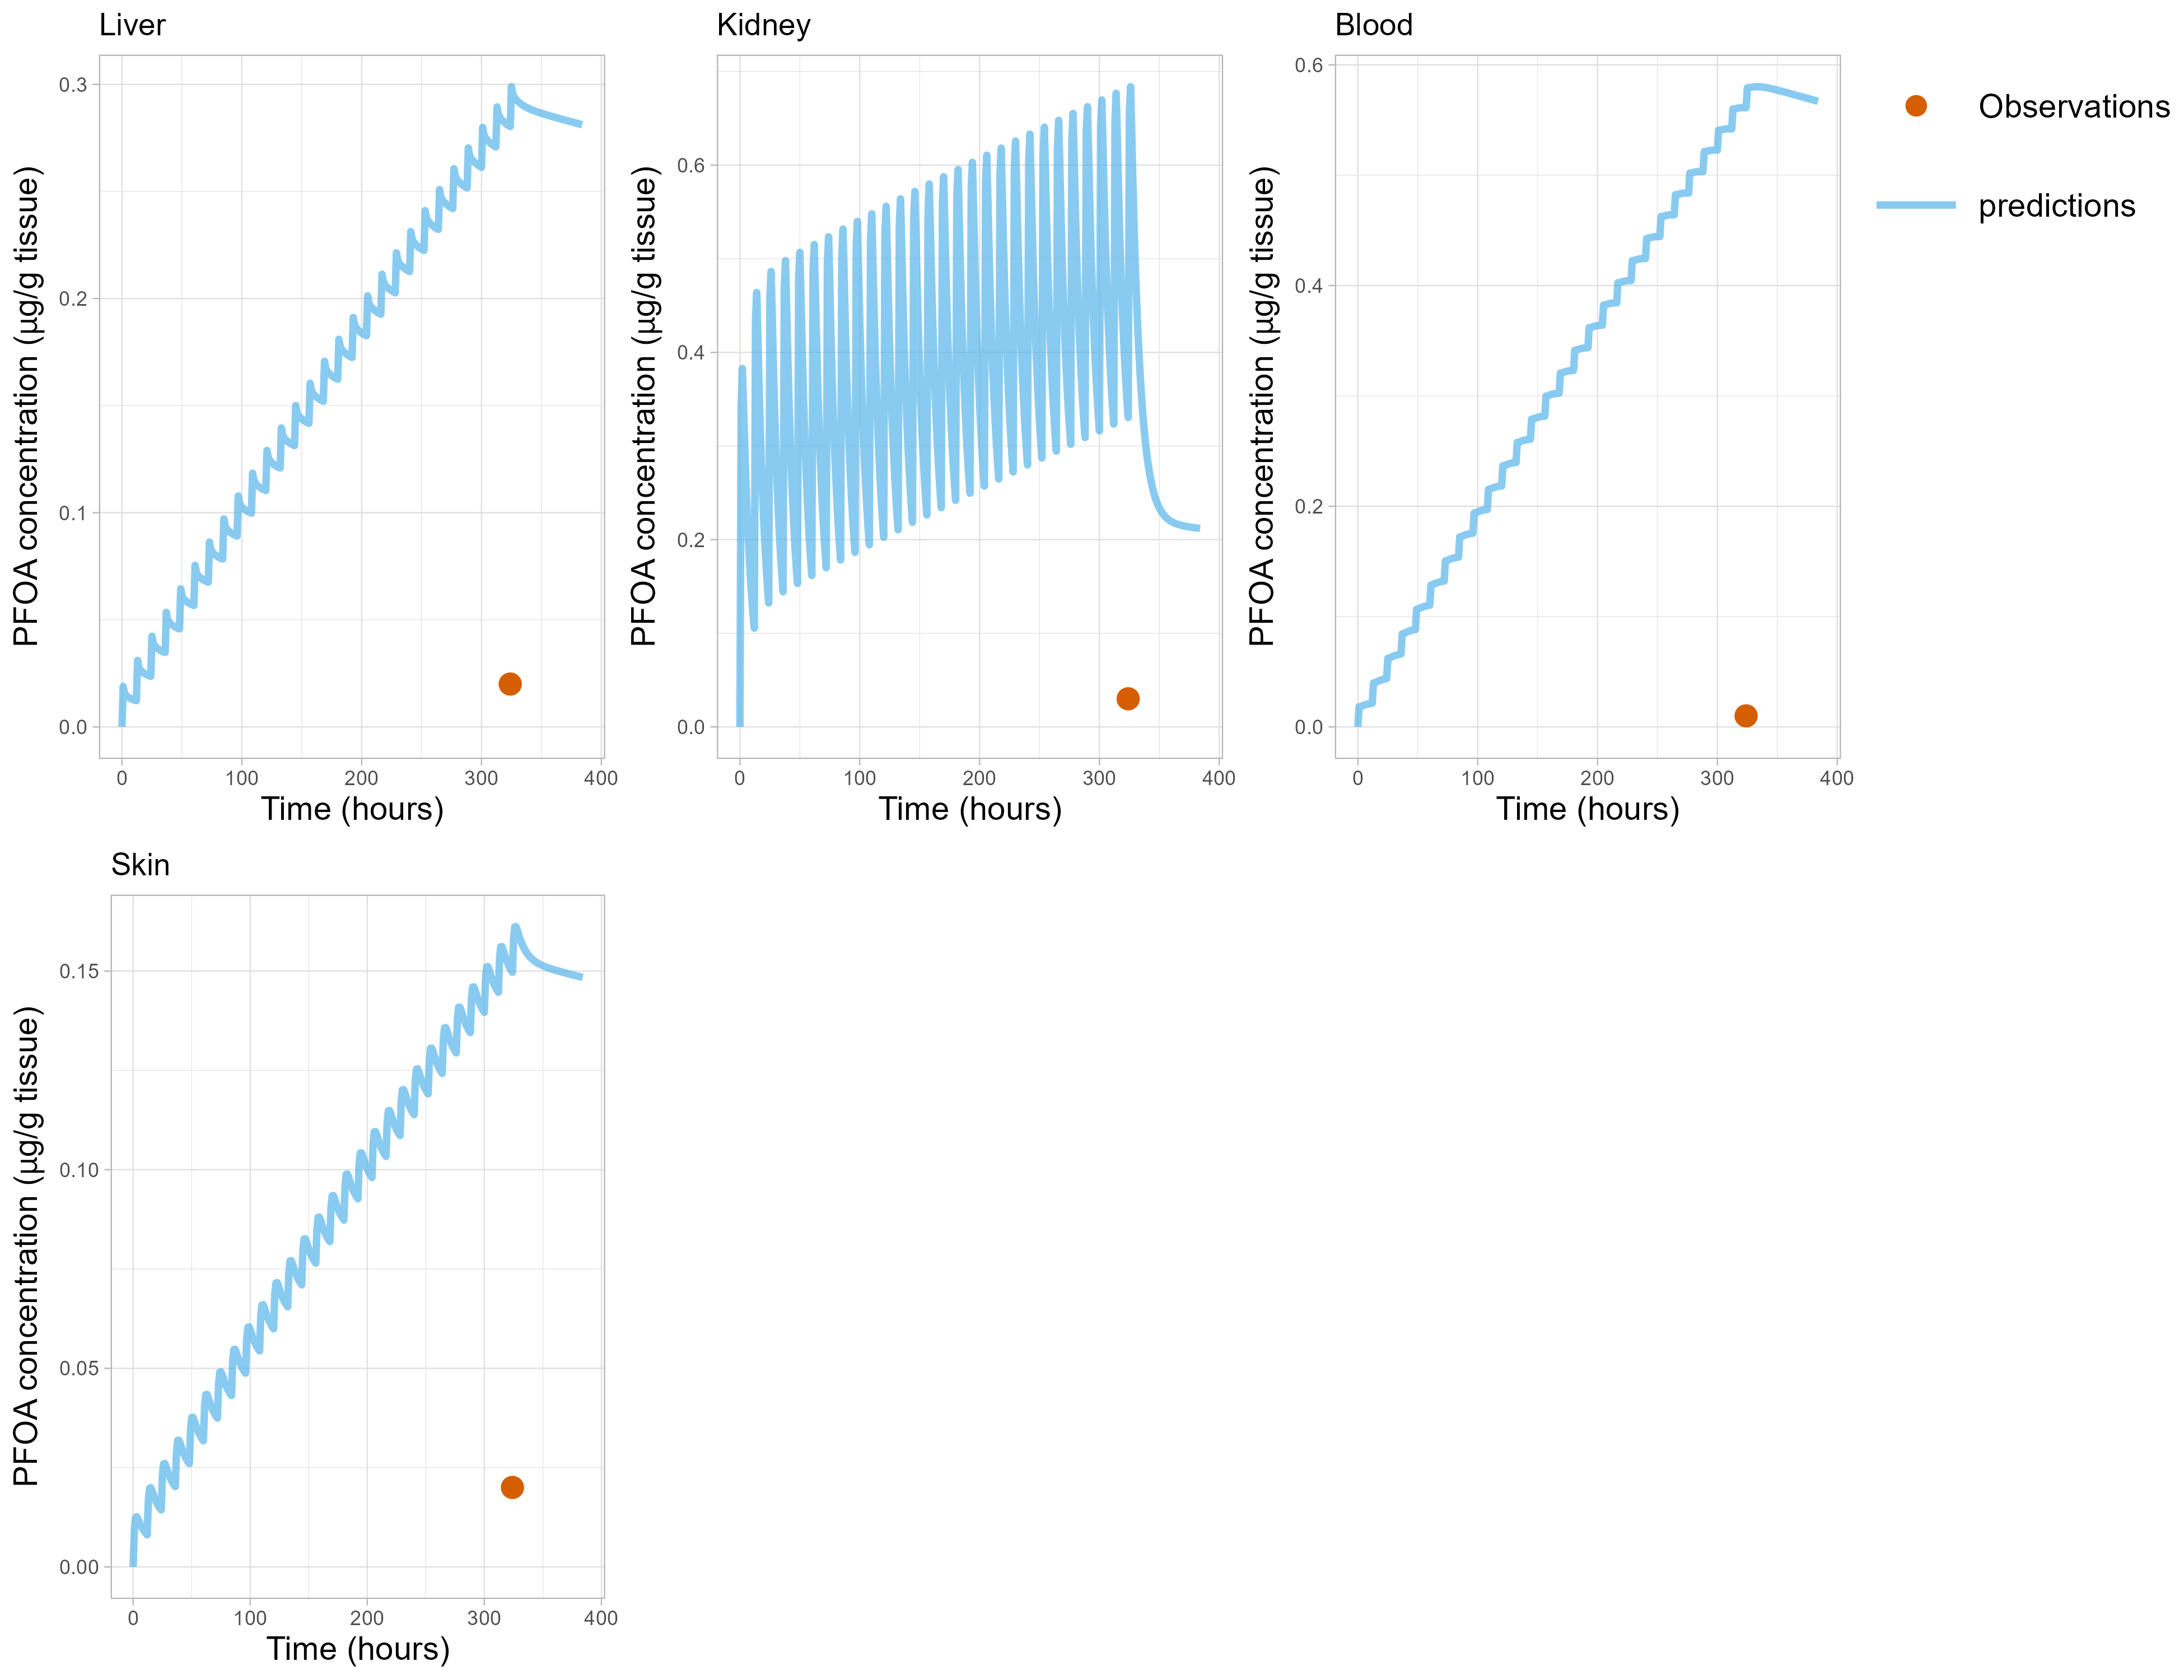 Liver
PFOA concentration (µg/g tissue)
0.3
0.2
0.1
0.0
0 100 200 300 400
Time (hours)
Kidney
PFOA concentration (µg/g tissue)
0.6
0.4
0.2
0.0
0 100 200 300 400
Time (hours)
Blood
PFOA concentration (µg/g tissue)
0.6
0.4
0.2
0.0
0 100 200 300 400
Time (hours)
Observations
predictions
Skin
PFOA concentration (µg/g tissue)
0.15
0.10
0.05
0.00
0 100 200 300 400
Time (hours)